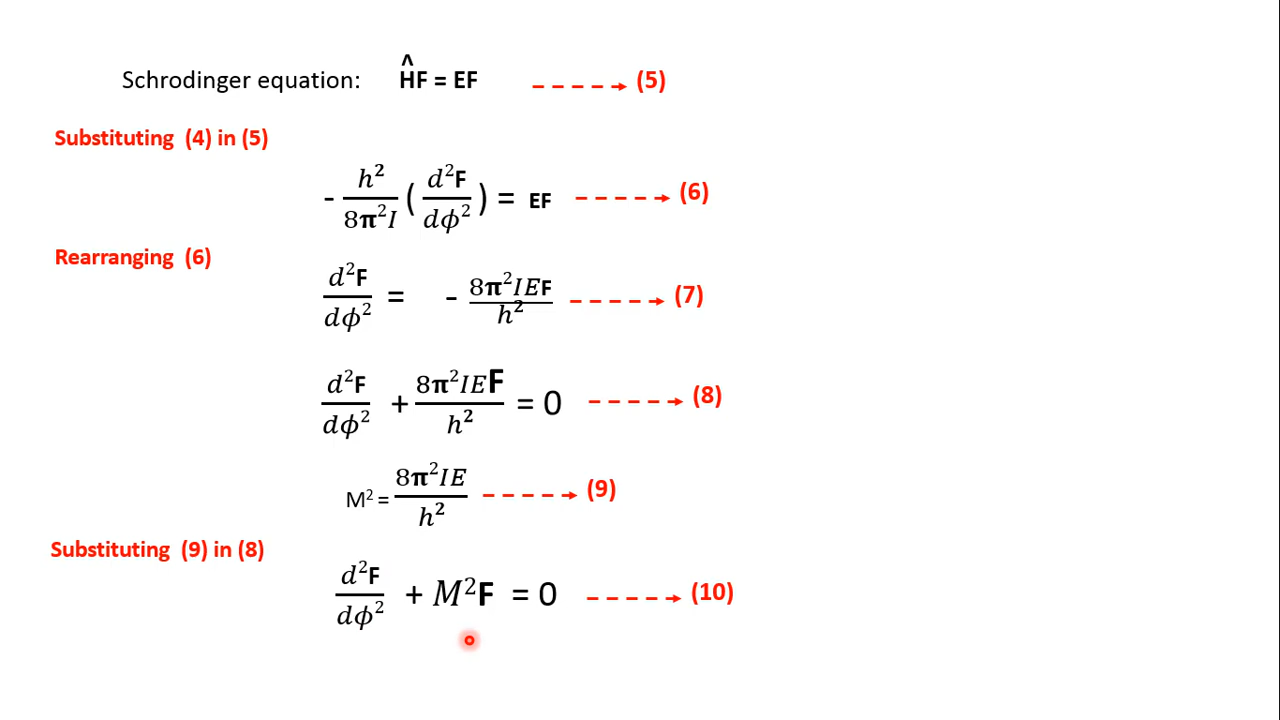 Schrodinger equation: ĤF = EF - - - - - → (5)
Substituting (4) in (5)
- h²/8π²I (d²F/dϕ²) = EF - - - - - → (6)
Rearranging (6)
d²F/dϕ² = - 8π²IEF/h² - - - - - → (7)
d²F/dϕ² + 8π²IEF/h² = 0 - - - - - → (8)
M² = 8π²IE/h² - - - - - → (9)
Substituting (9) in (8)
d²F/dϕ² + M²F = 0 - - - - - → (10)